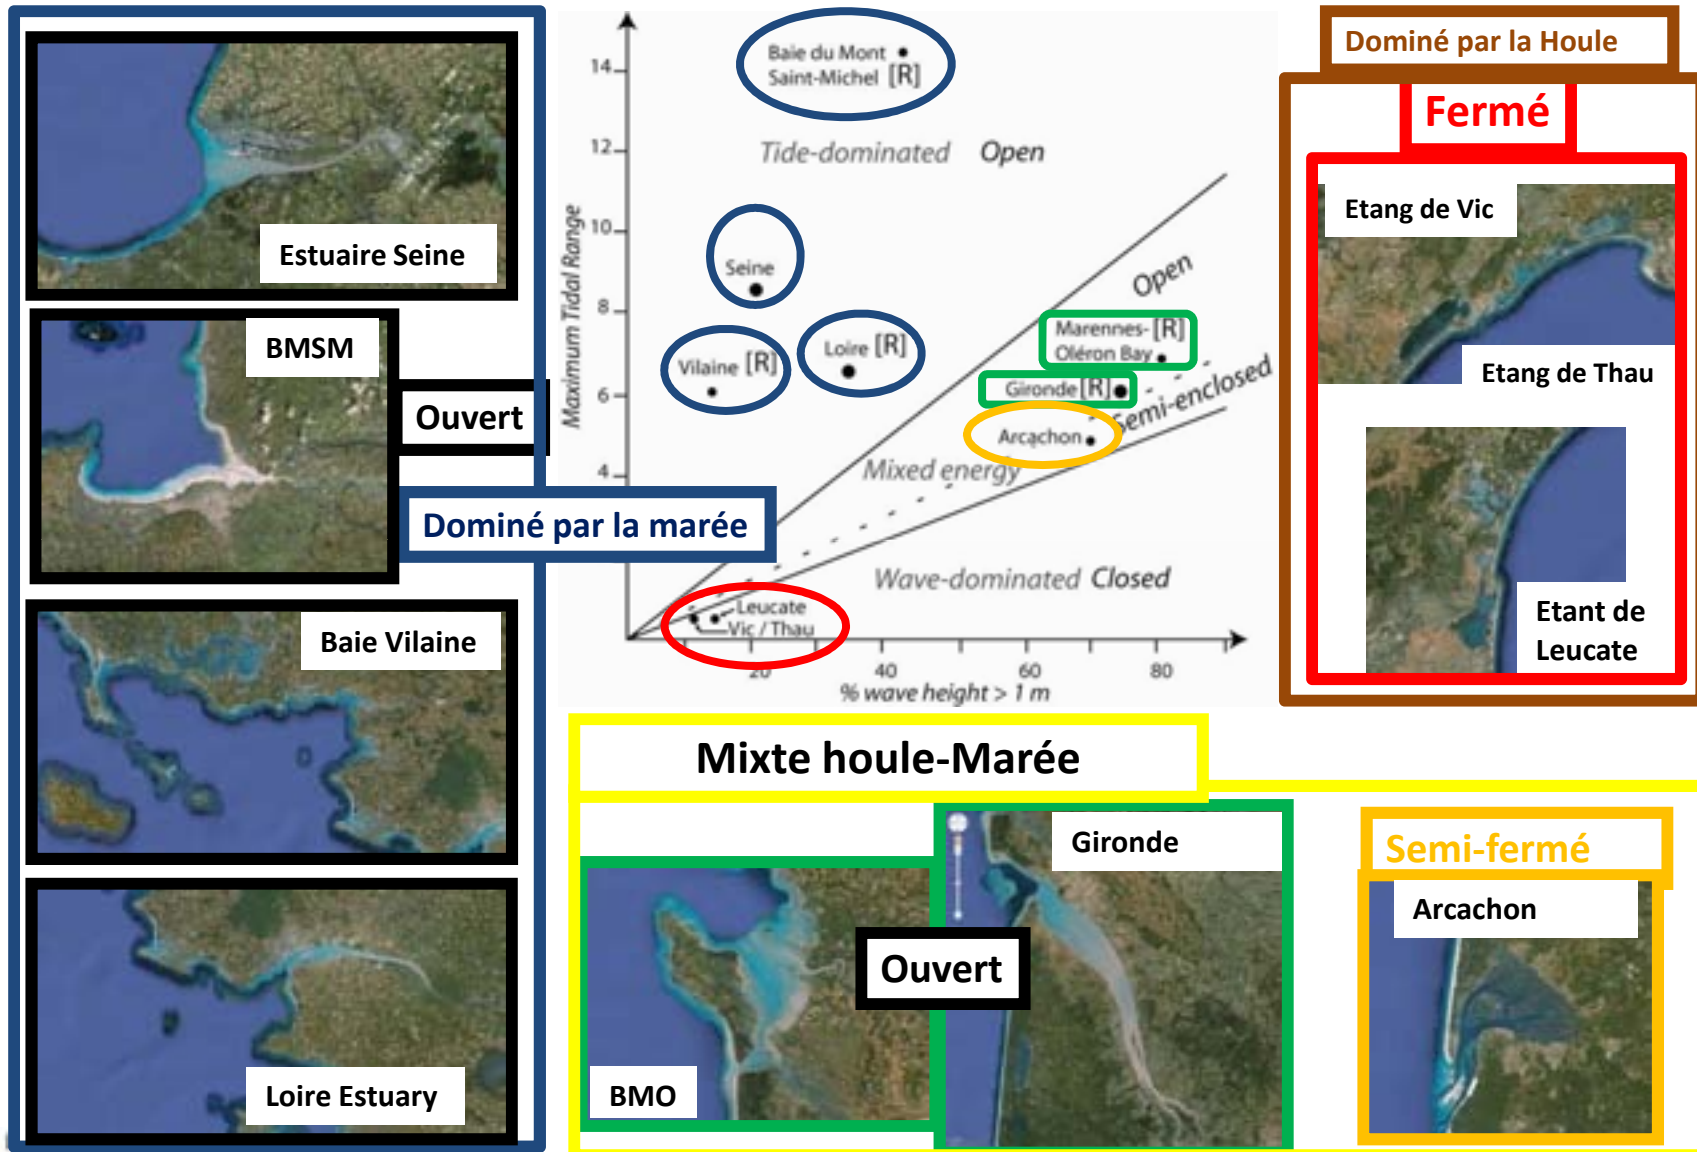 Estuaire Seine
BMSM
Ouvert
Dominé par la marée
Baie Vilaine
Loire Estuary
Maximum Tidal Range
14
12
10
8
6
4
Baie du Mont
Saint-Michel [R]
Tide-dominated Open
Seine
Vilaine [R]
Loire [R]
Open
Marennes- [R]
Oléron Bay
Gironde [R]
Semi-enclosed
Arcachon
Mixed energy
Wave-dominated Closed
Leucate
Vic / Thau
20
40
60
80
% wave height > 1 m
Dominé par la Houle
Fermé
Etang de Vic
Etang de Thau
Etant de
Leucate
Mixte houle-Marée
BMO
Ouvert
Gironde
Semi-fermé
Arcachon